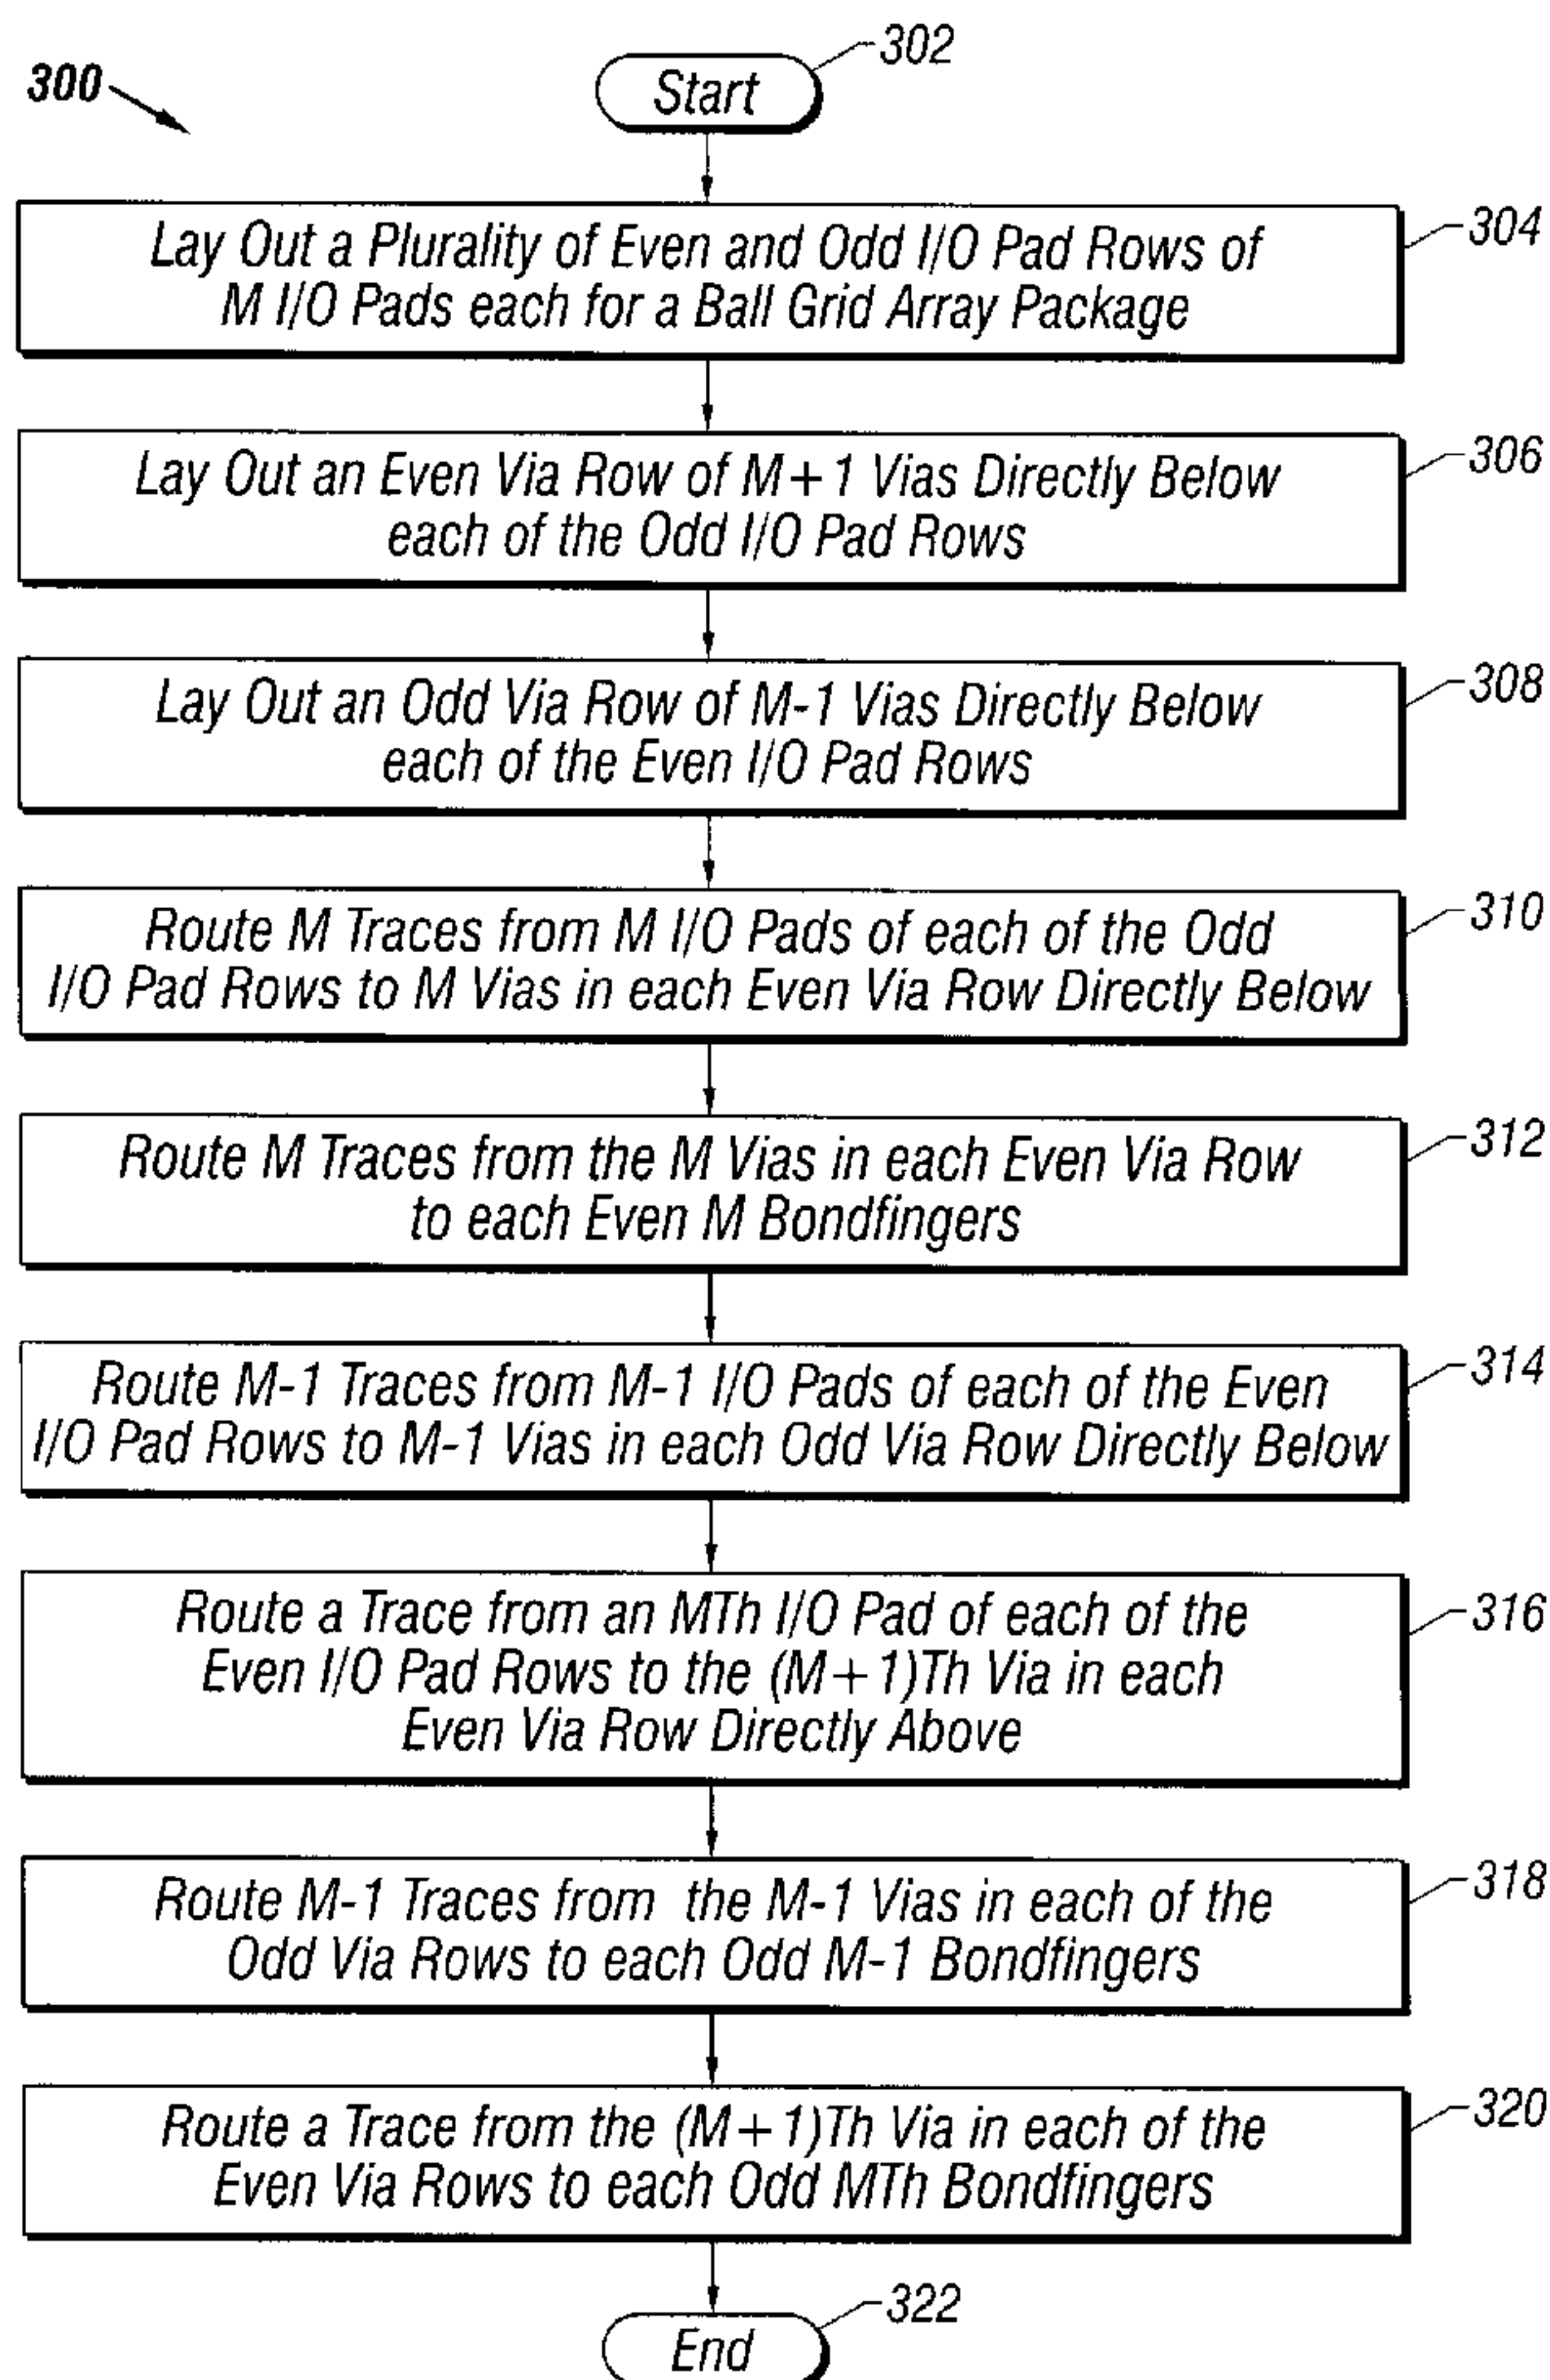 300
302
Start
304
Lay Out a Plurality of Even and Odd I/O Pad Rows of
M I/O Pads each for a Ball Grid Array Package
306
Lay Out an Even Via Row of M+1 Vias Directly Below
each of the Odd I/O Pad Rows
308
Lay Out an Odd Via Row of M-1 Vias Directly Below
each of the Even I/O Pad Rows
310
Route M Traces from M I/O Pads of each of the Odd
I/O Pad Rows to M Vias in each Even Via Row Directly Below
312
Route M Traces from the M Vias in each Even Via Row
to each Even M Bondfingers
314
Route M-1 Traces from M-1 I/O Pads of each of the Even
I/O Pad Rows to M-1 Vias in each Odd Via Row Directly Below
316
Route a Trace from an MTh I/O Pad of each of the
Even I/O Pad Rows to the (M+1)Th Via in each
Even Via Row Directly Above
318
Route M-1 Traces from the M-1 Vias in each of the
Odd Via Rows to each Odd M-1 Bondfingers
320
Route a Trace from the (M+1)Th Via in each of the
Even Via Rows to each Odd MTh Bondfingers
322
End